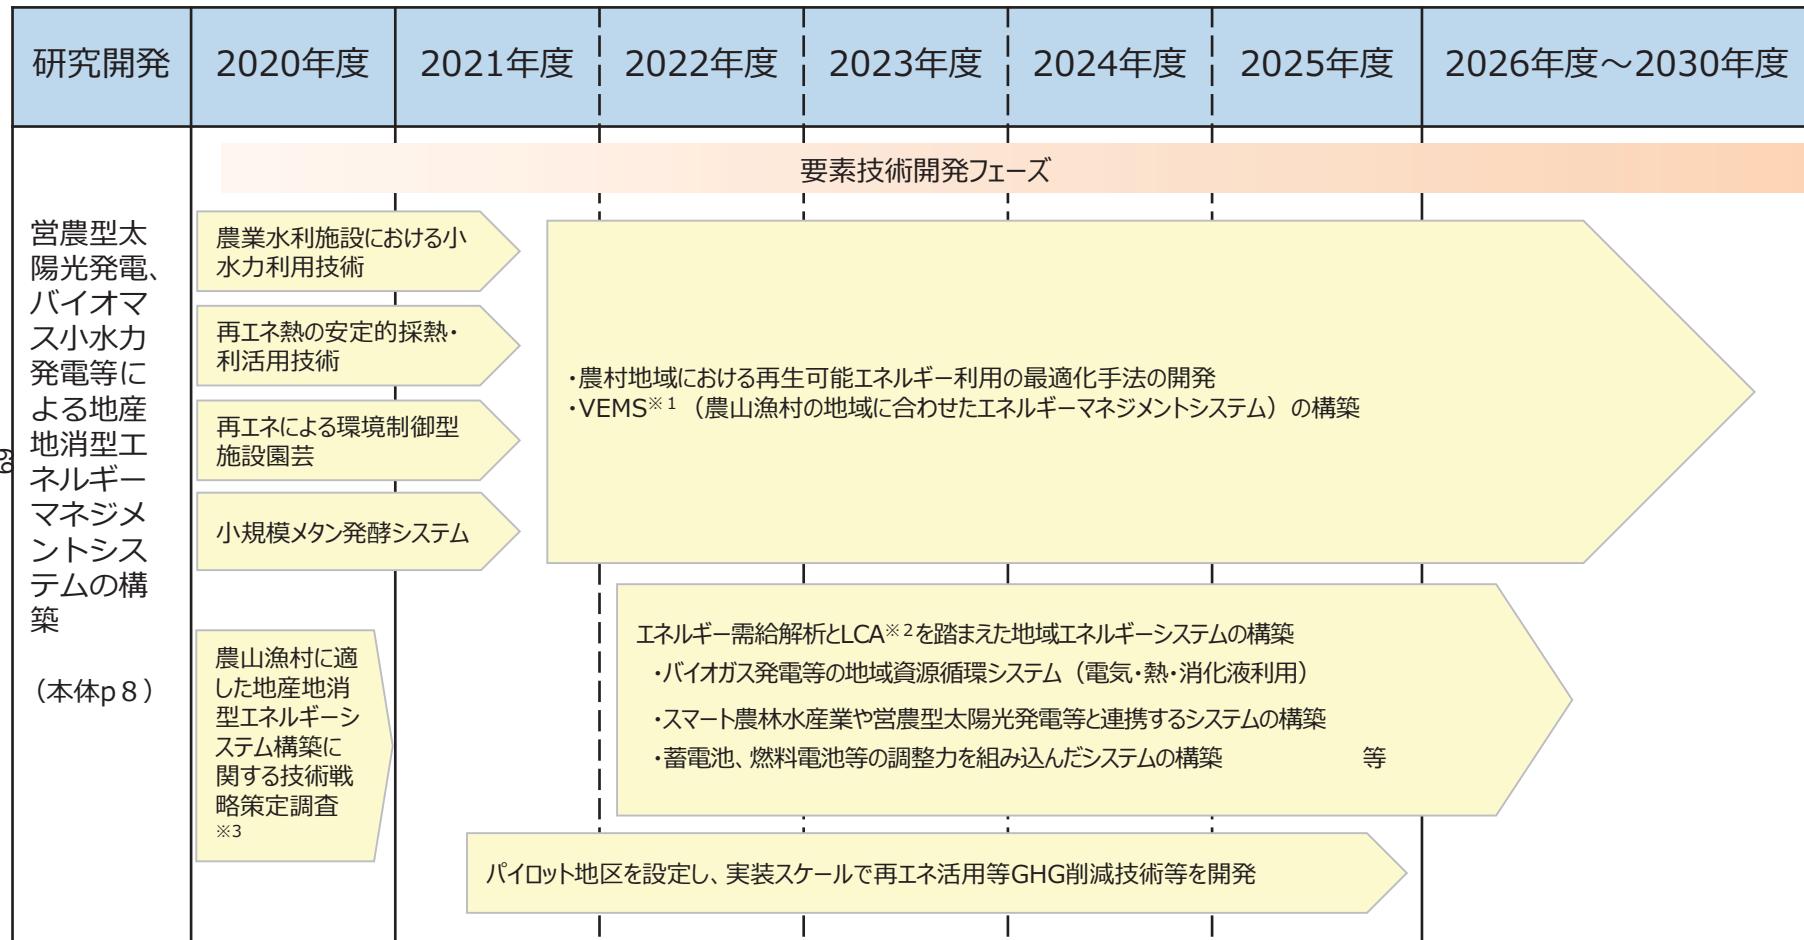 研究開発
2020年度
2021年度
2022年度
2023年度
2024年度
2025年度
2026年度～2030年度
要素技術開発フェーズ
営農型太
陽光発電、
バイオマ
ス小水力
発電等に
よる地産
地消型エ
ネルギー
マネジメ
ントシス
テムの構
築
（本体p８）
69
農業水利施設における小
水力利用技術
再エネ熱の安定的採熱・
利活用技術
再エネによる環境制御型
施設園芸
小規模メタン発酵システム
農山漁村に適
した地産地消
型エネルギーシ
ステム構築に
関する技術戦
略策定調査
※3
・農村地域における再生可能エネルギー利用の最適化手法の開発
・VEMS※1（農山漁村の地域に合わせたエネルギーマネジメントシステム）の構築
エネルギー需給解析とLCA※2を踏まえた地域エネルギーシステムの構築
・バイオガス発電等の地域資源循環システム（電気・熱・消化液利用）
・スマート農林水産業や営農型太陽光発電等と連携するシステムの構築
・蓄電池、燃料電池等の調整力を組み込んだシステムの構築　等
パイロット地区を設定し、実装スケールで再エネ活用等GHG削減技術等を開発